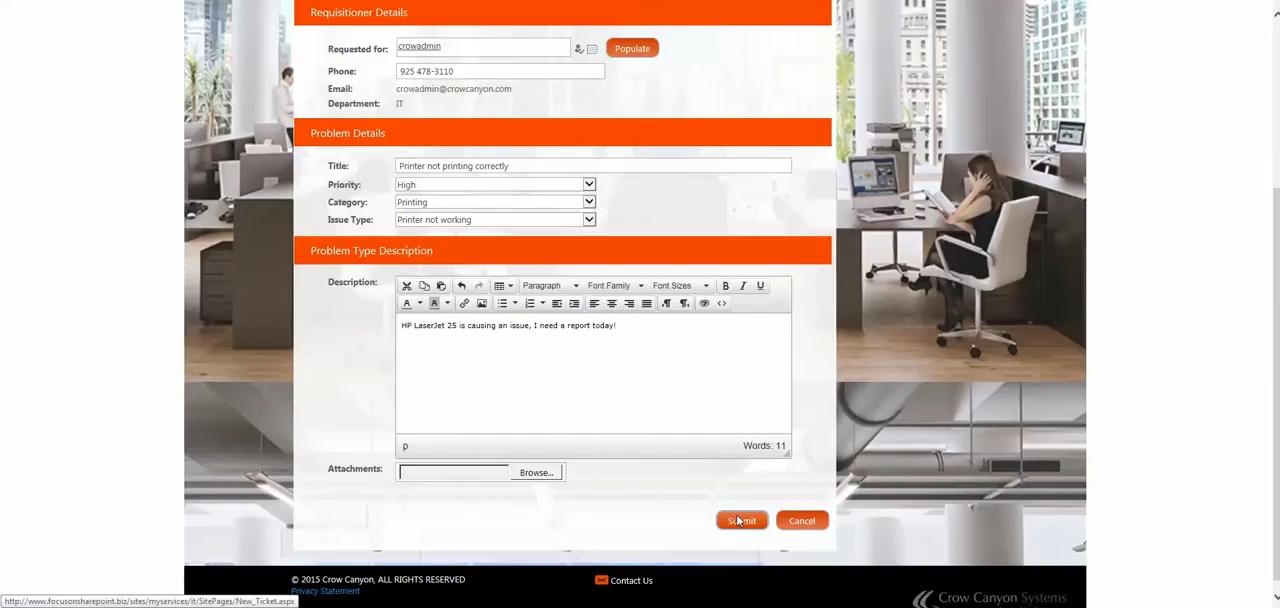 Requisitioner Details
Requested for: crowadmin Populate
Phone: 925 478-3110
Email: crowadmin@crowcanyon.com
Department: IT
Problem Details
Title: Printer not printing correctly
Priority: High
Category: Printing
Issue Type: Printer not working
Problem Type Description
Description:
Paragraph Font Family Font Sizes B I U
A A
HP LaserJet 25 is causing an issue, I need a report today!
p Words: 11
Attachments: Browse...
Submit Cancel
© 2015 Crow Canyon, ALL RIGHTS RESERVED Contact Us
Privacy Statement
Crow Canyon Systems
http://www.focusonsharepoint.biz/sites/myservices/it/SitePages/New_Ticket.aspx